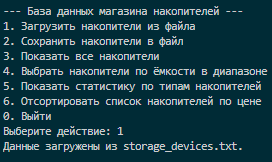 --- База данных магазина накопителей ---
1. Загрузить накопители из файла
2. Сохранить накопители в файл
3. Показать все накопители
4. Выбрать накопители по ёмкости в диапазоне
5. Показать статистику по типам накопителей
6. Отсортировать список накопителей по цене
0. Выйти
Выберите действие: 1
Данные загружены из storage_devices.txt.